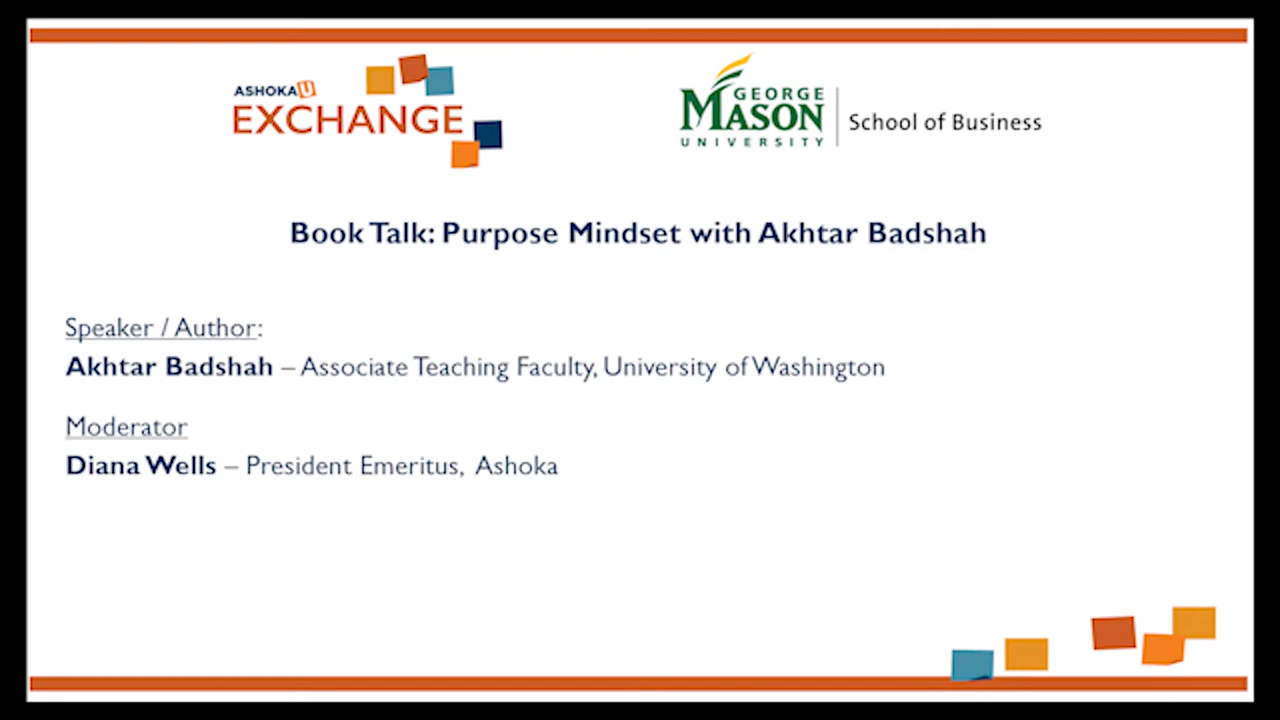 ASHOKA U
EXCHANGE
GEORGE
MASON
UNIVERSITY
School of Business
Book Talk: Purpose Mindset with Akhtar Badshah
Speaker / Author:
Akhtar Badshah – Associate Teaching Faculty, University of Washington
Moderator
Diana Wells – President Emeritus, Ashoka